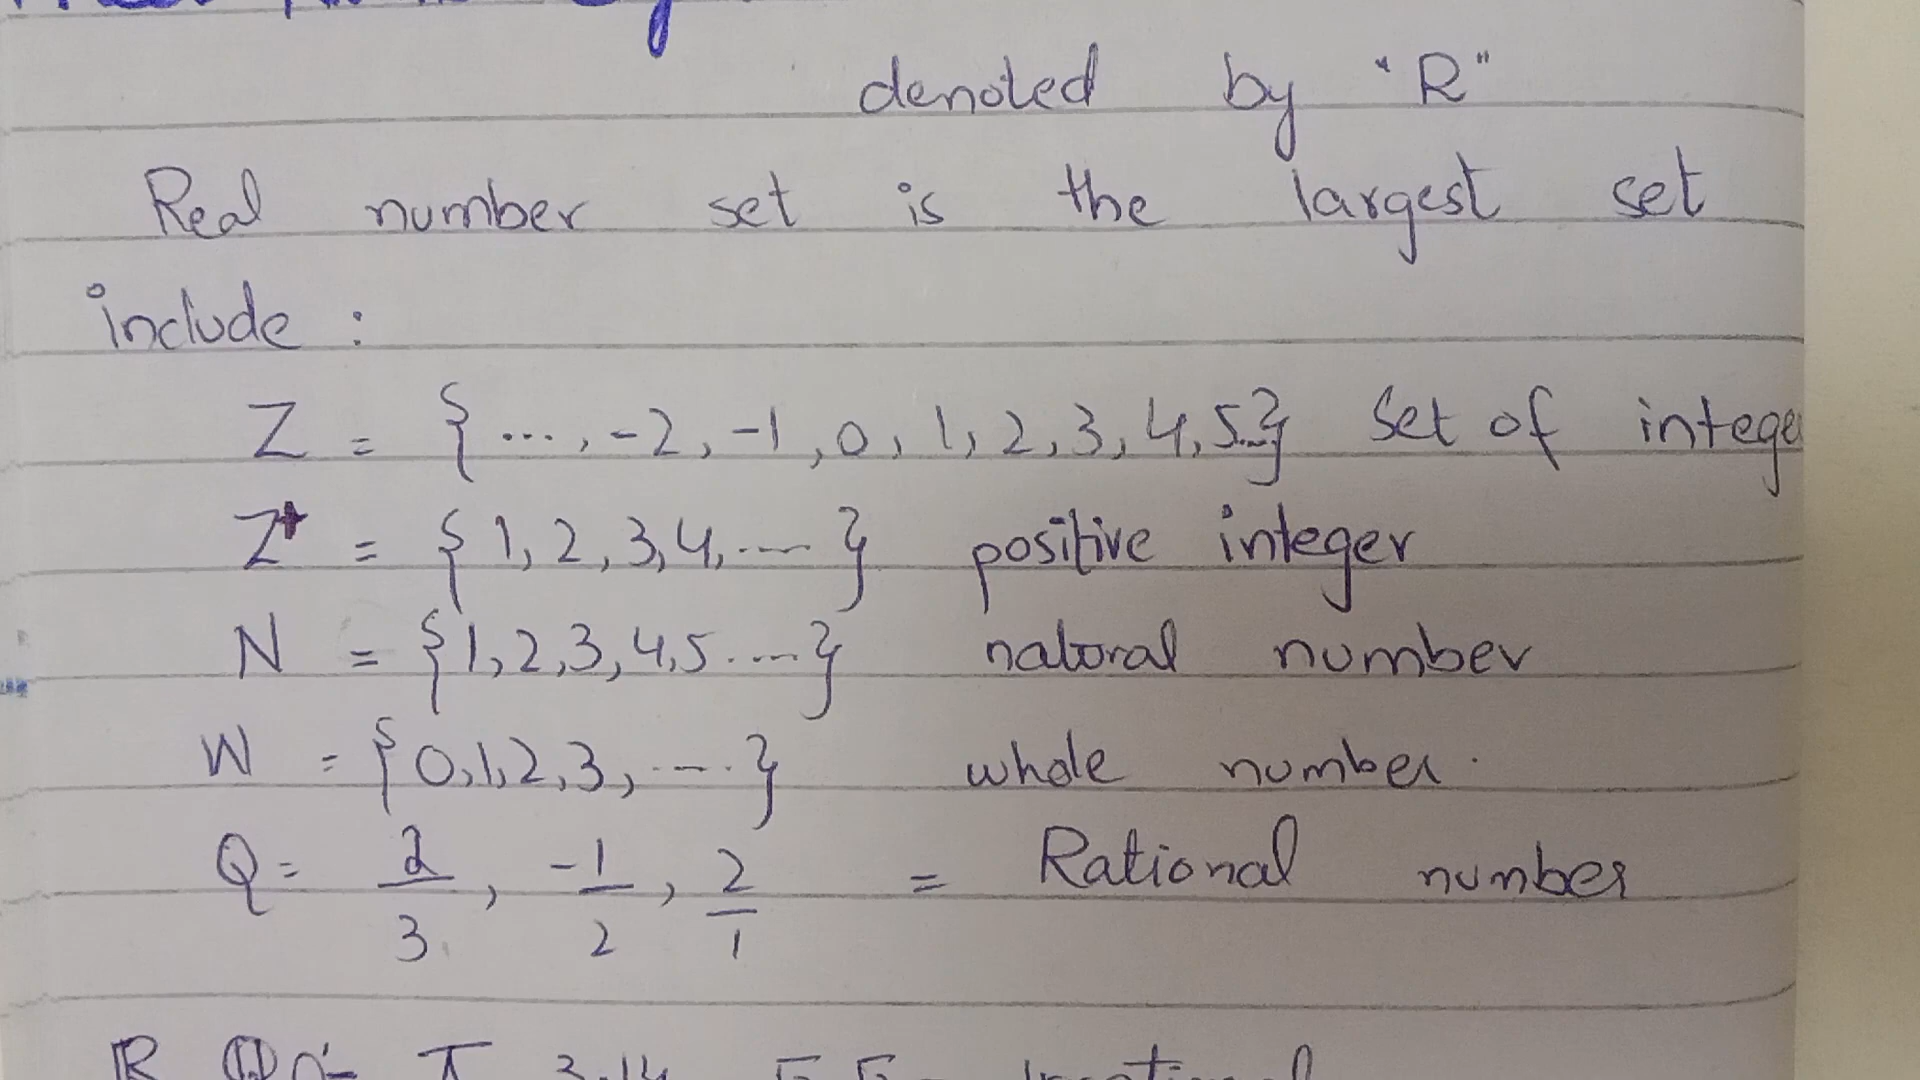 denoted by "R"
Real number set is the largest set
include :
Z = { ..., -2, -1, 0, 1, 2, 3, 4, 5...} Set of intege
Z⁺ = { 1, 2, 3, 4, ..... } positive integer
N = { 1, 2, 3, 4, 5 ..... } natural number
W = { 0, 1, 2, 3, ..... } whole number.
Q = 2/3, -1/2, 2/1 = Rational number